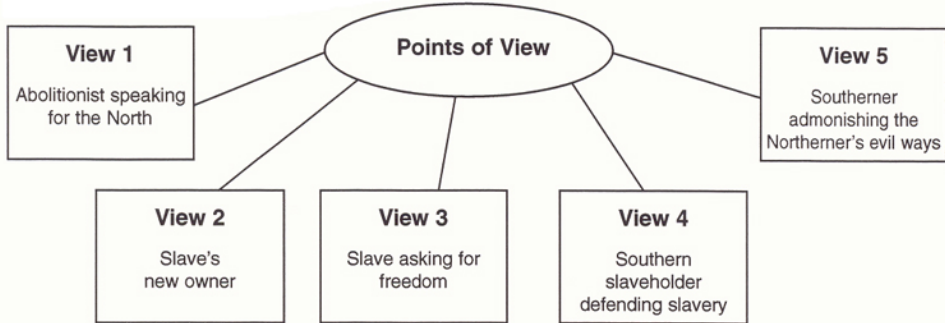 Points of View
View 1
Abolitionist speaking
for the North
View 2
Slave's
new owner
View 3
Slave asking for
freedom
View 4
Southern
slaveholder
defending slavery
View 5
Southerner
admonishing the
Northerner's evil ways